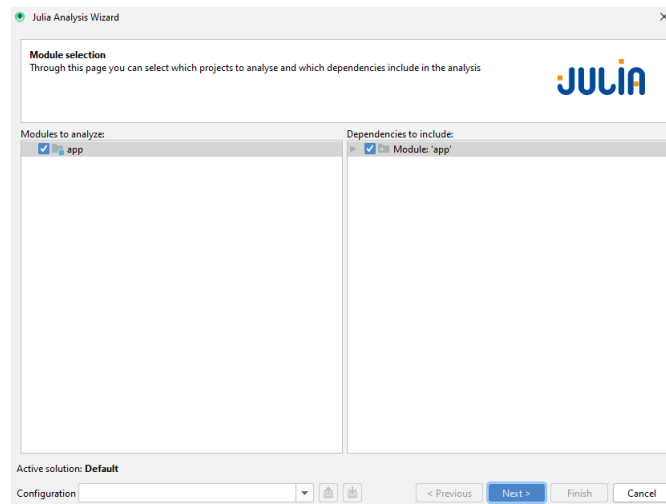 Julia Analysis Wizard
Module selection
Through this page you can select which projects to analyse and which dependencies include in the analysis
JULIA
Modules to analyze:
app
Dependencies to include:
Module: 'app'
Active solution: Default
Configuration
< Previous
Next >
Finish
Cancel